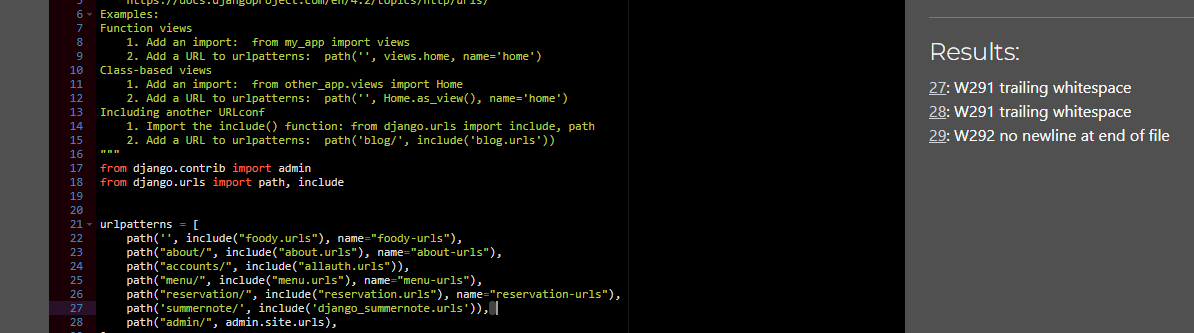 5 https://docs.djangoproject.com/en/4.2/topics/http/urls/
6 Examples:
7 Function views
8     1. Add an import:  from my_app import views
9     2. Add a URL to urlpatterns:  path('', views.home, name='home')
10 Class-based views
11     1. Add an import:  from other_app.views import Home
12     2. Add a URL to urlpatterns:  path('', Home.as_view(), name='home')
13 Including another URLconf
14     1. Import the include() function: from django.urls import include, path
15     2. Add a URL to urlpatterns:  path('blog/', include('blog.urls'))
16 """
17 from django.contrib import admin
18 from django.urls import path, include
19
20
21 urlpatterns = [
22     path('', include("foody.urls"), name="foody-urls"),
23     path("about/", include("about.urls"), name="about-urls"),
24     path("accounts/", include("allauth.urls")),
25     path("menu/", include("menu.urls"), name="menu-urls"),
26     path("reservation/", include("reservation.urls"), name="reservation-urls"),
27     path('summernote/', include('django_summernote.urls')),
28     path("admin/", admin.site.urls),
Results:
27: W291 trailing whitespace
28: W291 trailing whitespace
29: W292 no newline at end of file